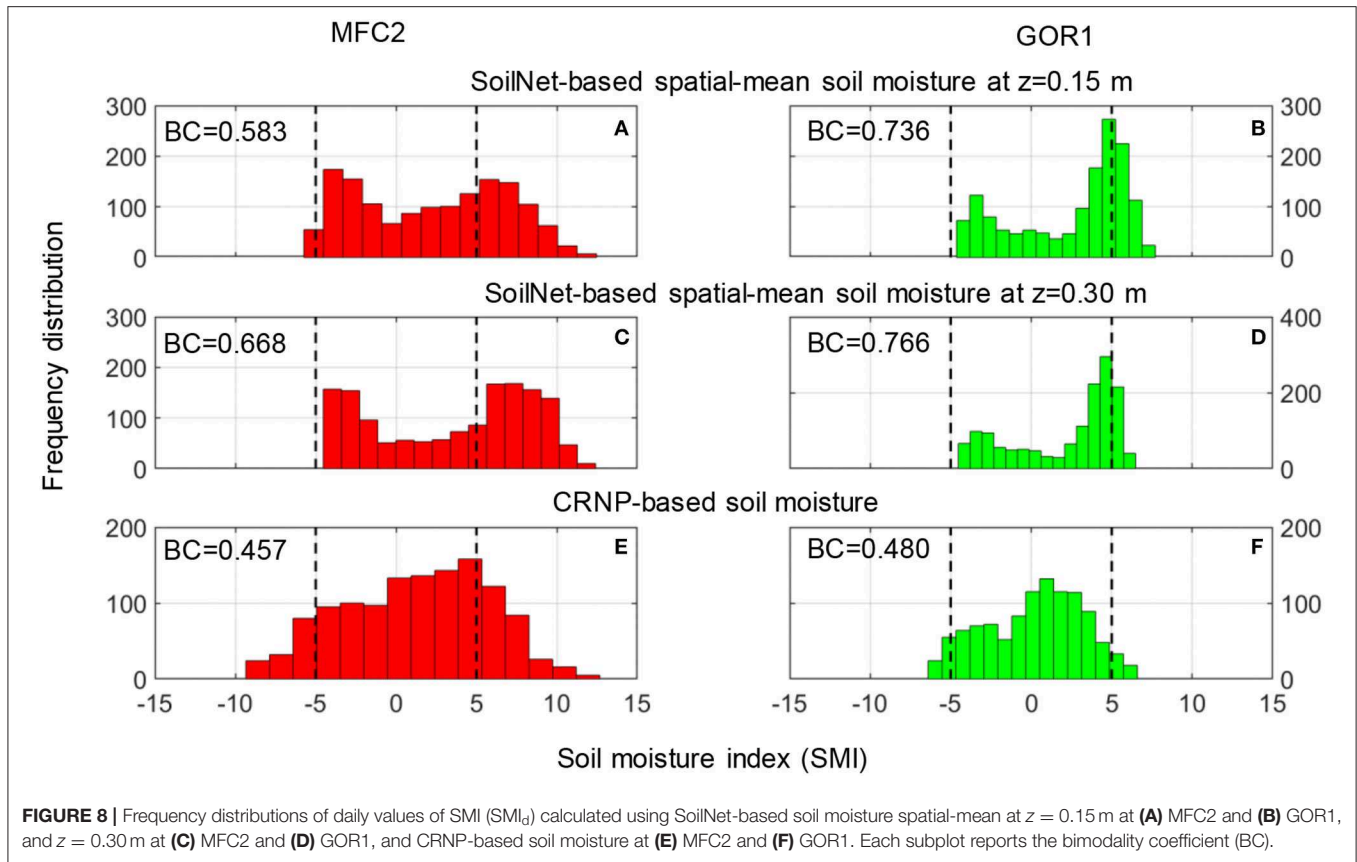 MFC2 GOR1
SoilNet-based spatial-mean soil moisture at z=0.15 m
300 200 100 0
BC=0.583 A
BC=0.736 B
300 200 100 0
SoilNet-based spatial-mean soil moisture at z=0.30 m
300 200 100 0
BC=0.668 C
BC=0.766 D
400 200 0
CRNP-based soil moisture
200 100 0
BC=0.457 E
BC=0.480 F
200 100 0
-15 -10 -5 0 5 10 15
-15 -10 -5 0 5 10 15
Frequency distribution
Soil moisture index (SMI)
FIGURE 8 | Frequency distributions of daily values of SMI (SMId) calculated using SoilNet-based soil moisture spatial-mean at z = 0.15 m at (A) MFC2 and (B) GOR1,
and z = 0.30 m at (C) MFC2 and (D) GOR1, and CRNP-based soil moisture at (E) MFC2 and (F) GOR1. Each subplot reports the bimodality coefficient (BC).